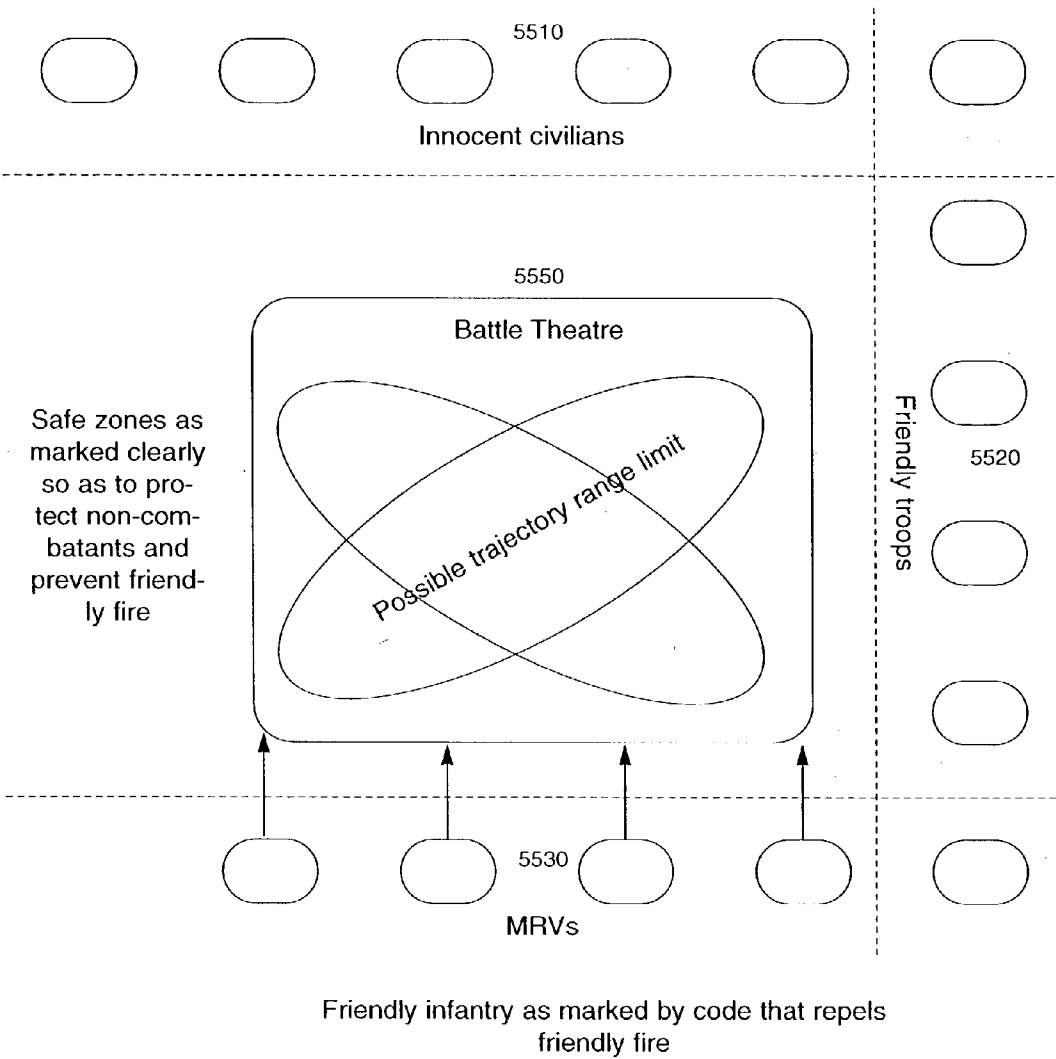 5510
Innocent civilians
5550
Battle Theatre
Possible trajectory range limit
Safe zones as
marked clearly
so as to pro-
tect non-com-
batants and
prevent friend-
ly fire
Friendly troops
5520
5530
MRVs
Friendly infantry as marked by code that repels
friendly fire